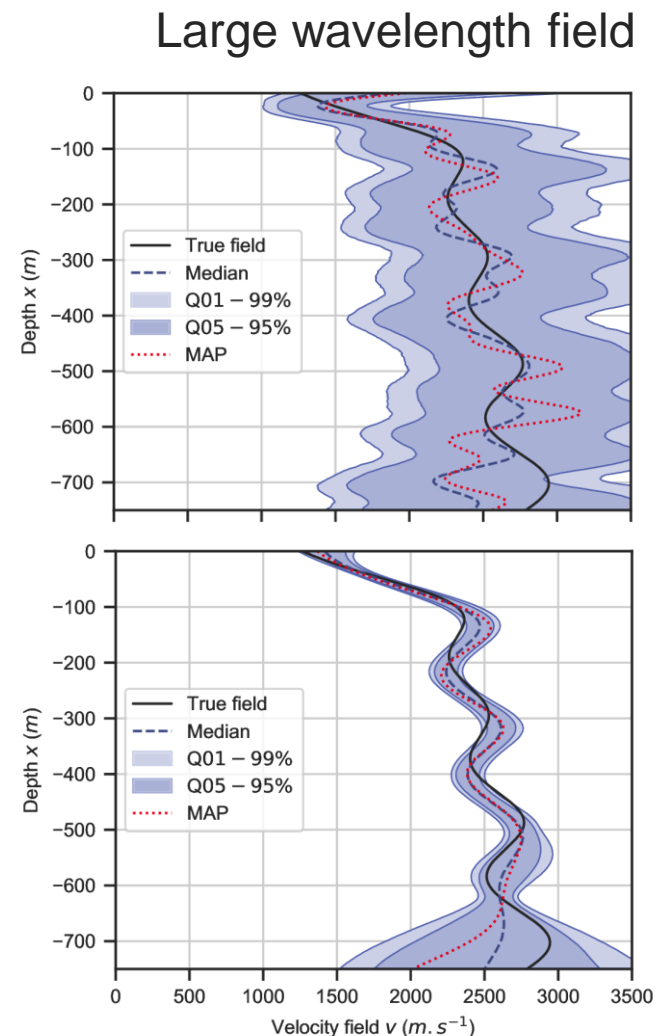 Large wavelength field
0
−100
−200
−300
−400
−500
−600
−700
Depth x (m)
True field
Median
Q01 − 99%
Q05 − 95%
MAP
0
−100
−200
−300
−400
−500
−600
−700
Depth x (m)
True field
Median
Q01 − 99%
Q05 − 95%
MAP
0 500 1000 1500 2000 2500 3000 3500
Velocity field v (m.s⁻¹)